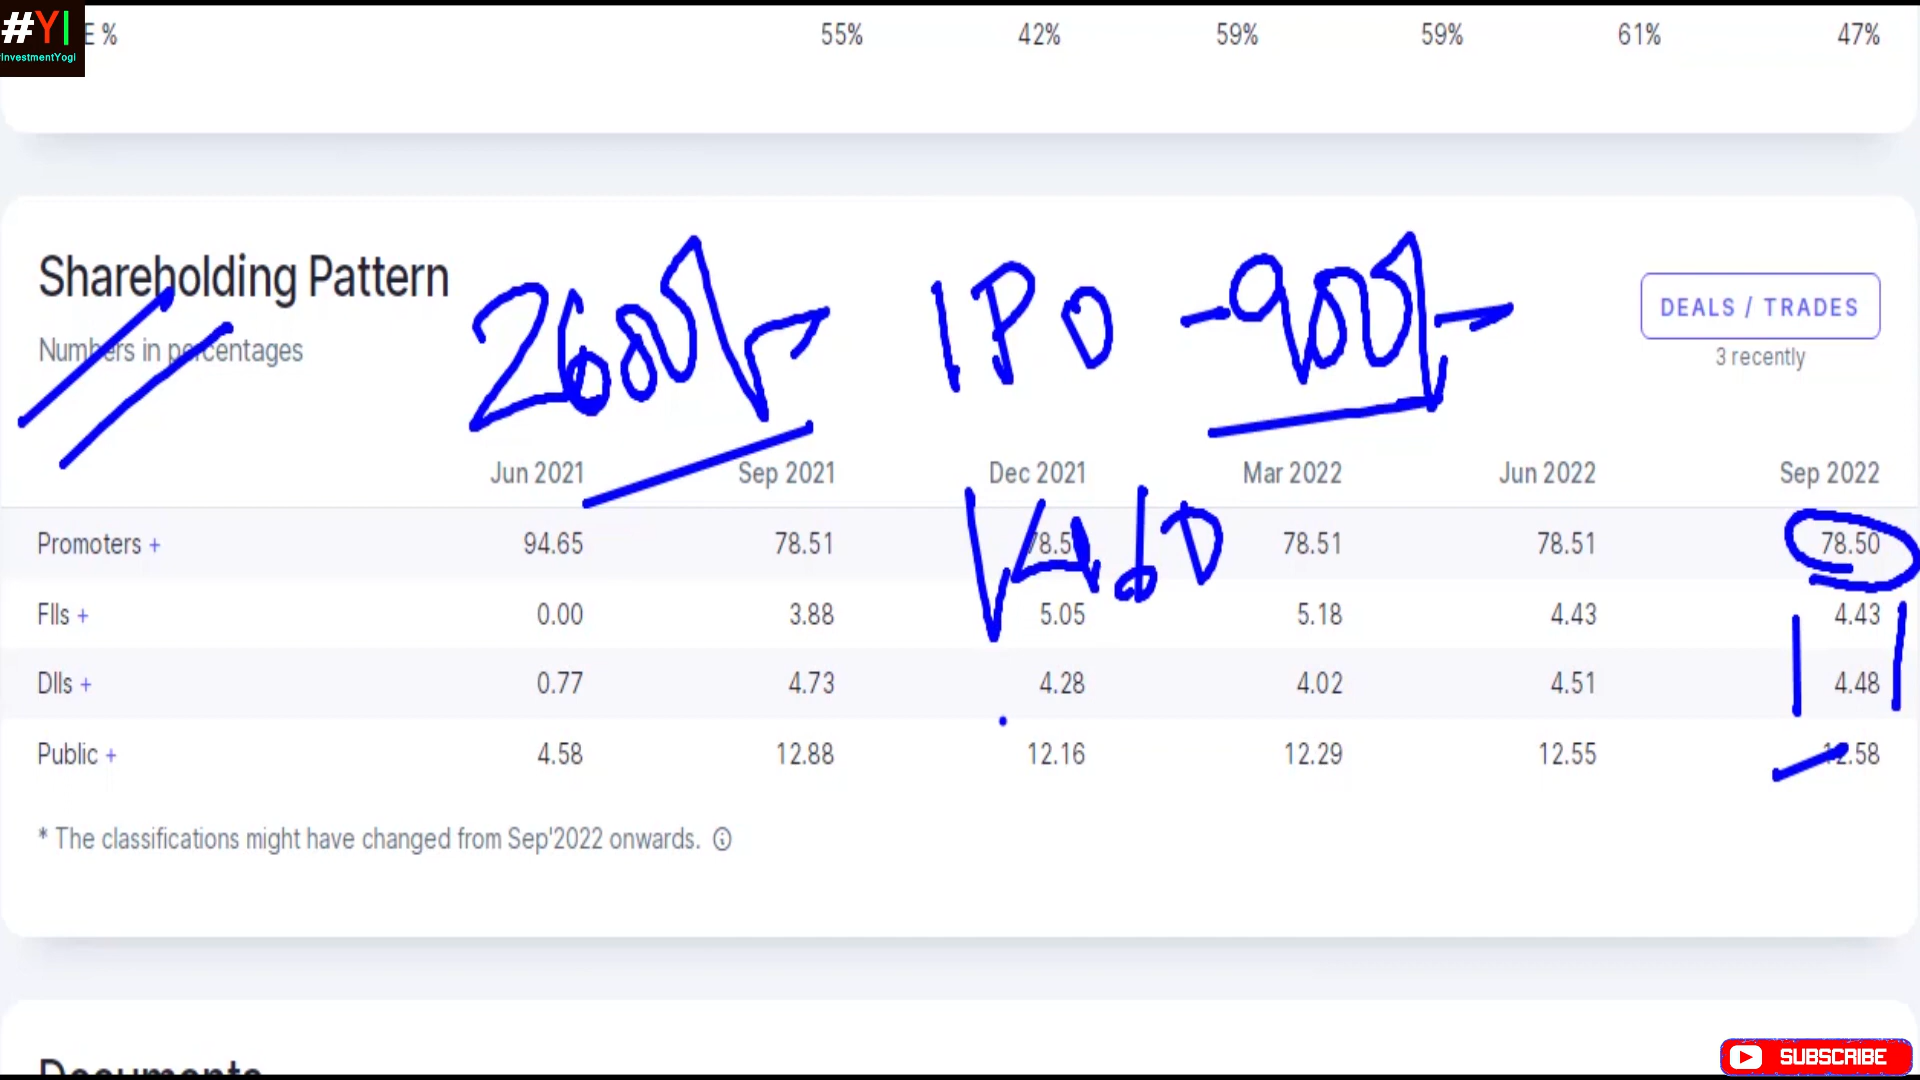 #YI
InvestmentYogi
E % 55% 42% 59% 59% 61% 47%
Shareholding Pattern
Numbers in percentages
2600/- IPO -900/-
DEALS / TRADES
3 recently
Jun 2021 Sep 2021 Dec 2021 Mar 2022 Jun 2022 Sep 2022
Promoters + 94.65 78.51 78.5 78.51 78.51 78.50
FIIs + 0.00 3.88 5.05 5.18 4.43 4.43
DIIs + 0.77 4.73 4.28 4.02 4.51 4.48
Public + 4.58 12.88 12.16 12.29 12.55 12.58
* The classifications might have changed from Sep'2022 onwards.
Documents
SUBSCRIBE